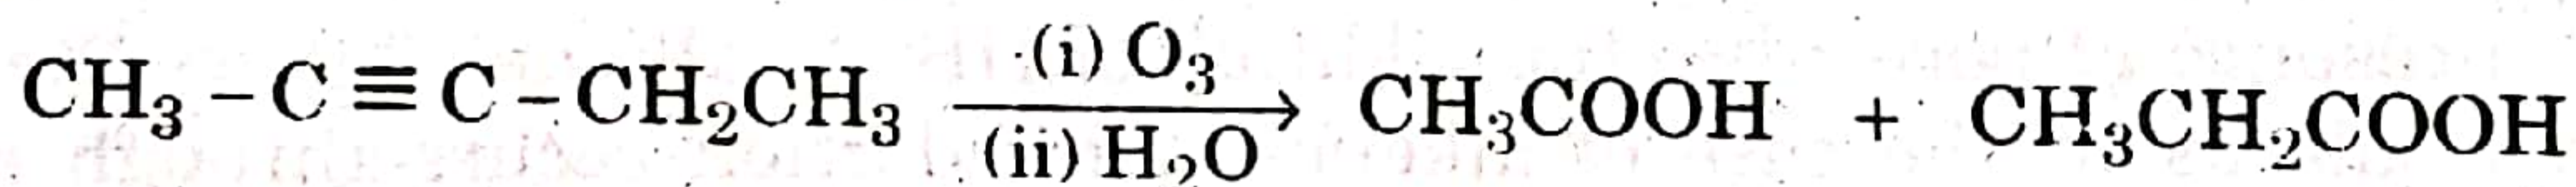 CH₃ – C ≡ C – CH₂CH₃ (i) O₃ (ii) H₂O → CH₃COOH + CH₃CH₂COOH